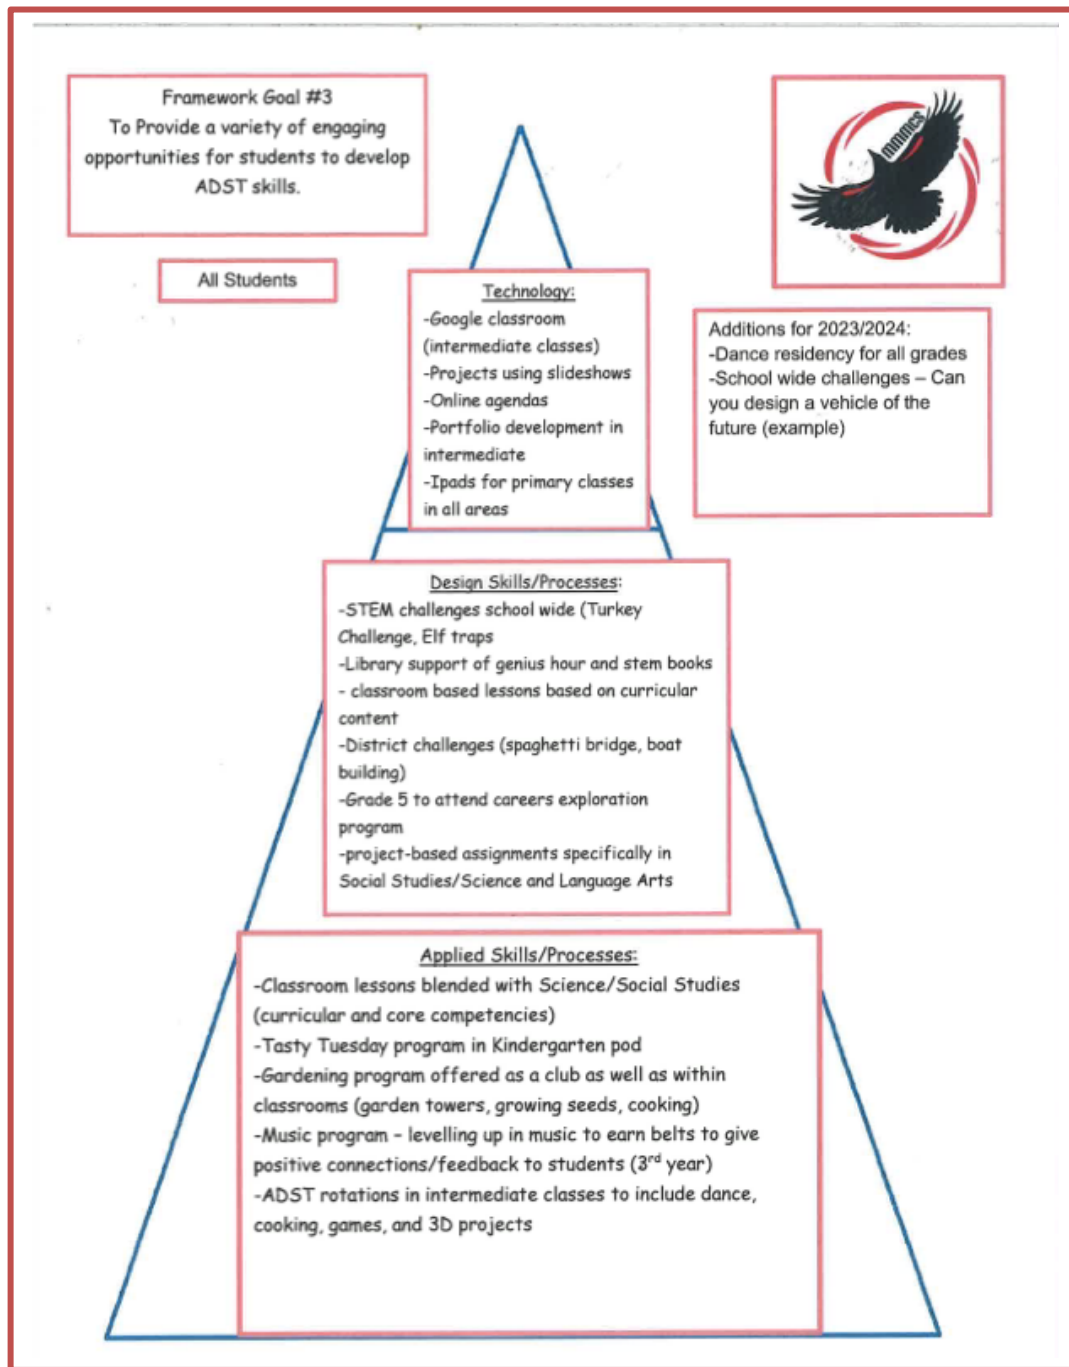 Framework Goal #3
To Provide a variety of engaging
opportunities for students to develop
ADST skills.
MMMCS
All Students
Technology:
-Google classroom
(intermediate classes)
-Projects using slideshows
-Online agendas
-Portfolio development in
intermediate
-Ipads for primary classes
in all areas
Additions for 2023/2024:
-Dance residency for all grades
-School wide challenges – Can
you design a vehicle of the
future (example)
Design Skills/Processes:
-STEM challenges school wide (Turkey
Challenge, Elf traps
-Library support of genius hour and stem books
- classroom based lessons based on curricular
content
-District challenges (spaghetti bridge, boat
building)
-Grade 5 to attend careers exploration
program
-project-based assignments specifically in
Social Studies/Science and Language Arts
Applied Skills/Processes:
-Classroom lessons blended with Science/Social Studies
(curricular and core competencies)
-Tasty Tuesday program in Kindergarten pod
-Gardening program offered as a club as well as within
classrooms (garden towers, growing seeds, cooking)
-Music program – levelling up in music to earn belts to give
positive connections/feedback to students (3rd year)
-ADST rotations in intermediate classes to include dance,
cooking, games, and 3D projects